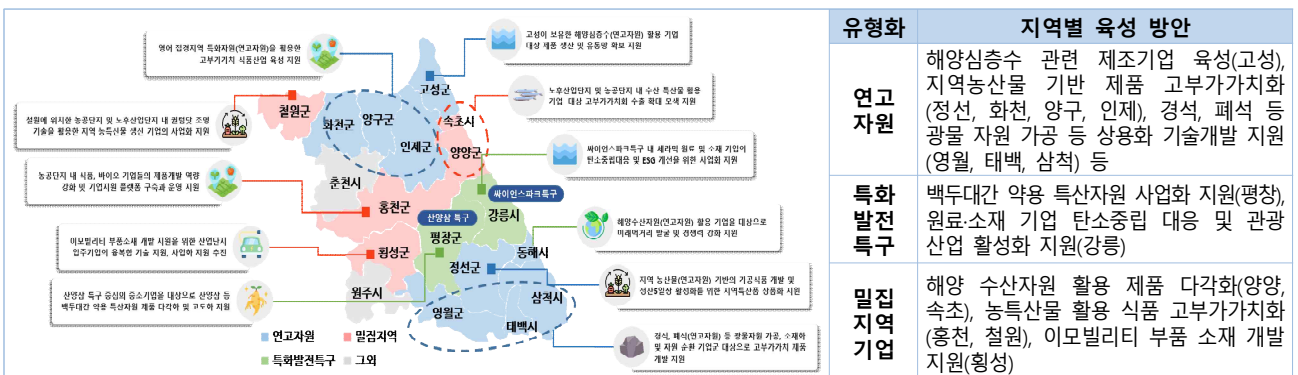 영어 접경지역 특화자원(연고자원)을 활용한
고부가가치 식품산업 육성 지원
고성이 보유한 해양심층수(연고자원) 활용 기업
대상 제품 생산 및 유통망 확보 지원
노후산업단지 및 농공단지 내 수산 특산물 활용
기업 대상 고부가가치화 수출 확대 모색 지원
철원에 위치한 농공단지 및 노후산업단지 내
기술을 활용한 지역 농특산물 생산 기업의 사업화 지원
싸이언스파크특구 내 세라믹 원료 및 소재 기업이
탄소중립대응 및 ESG 개선을 위한 사업화 지원
농공단지 내 식품, 바이오 기업들의 제품개발 역량
강화 및 기업지원 플랫폼 구축과 운영 지원
해양수산자원(연고자원) 활용 기업을 대상으로
미래먹거리 발굴 및 경쟁력 강화 지원
이모빌리티 부품소재 개발 지원을 위한 산업단지
입주기업이 융복합 기술 지원, 사업화 지원 추진
지역 농산물(연고자원) 기반의 가공식품 개발 및
정선5일장 활성화를 위한 지역특산품 상품화 지원
산양삼 특구 중심의 중소기업을 대상으로 산양삼 등
백두대간 약용 특산자원 제품 다각화 및 고도화 지원
경석, 폐석(연고자원) 등 광물자원 가공, 소재화
및 자원 순환 기업군 대상으로 고부가가치 제품
개발 지원
철원군
화천군
양구군
인제군
고성군
속초시
양양군
춘천시
홍천군
싸이언스파크특구
산양삼 특구
강릉시
평창군
횡성군
동해시
정선군
원주시
삼척시
영월군
태백시
연고자원
밀집지역
특화발전특구
그외
유형화
지역별 육성 방안
연고
자원
해양심층수 관련 제조기업 육성(고성),
지역농산물 기반 제품 고부가가치화
(정선, 화천, 양구, 인제), 경석, 폐석 등
광물 자원 가공 등 상용화 기술개발 지원
(영월, 태백, 삼척) 등
특화
발전
특구
백두대간 약용 특산자원 사업화 지원(평창),
원료·소재 기업 탄소중립 대응 및 관광
산업 활성화 지원(강릉)
밀집
지역
기업
해양 수산자원 활용 제품 다각화(양양,
속초), 농특산물 활용 식품 고부가가치화
(홍천, 철원), 이모빌리티 부품 소재 개발
지원(횡성)